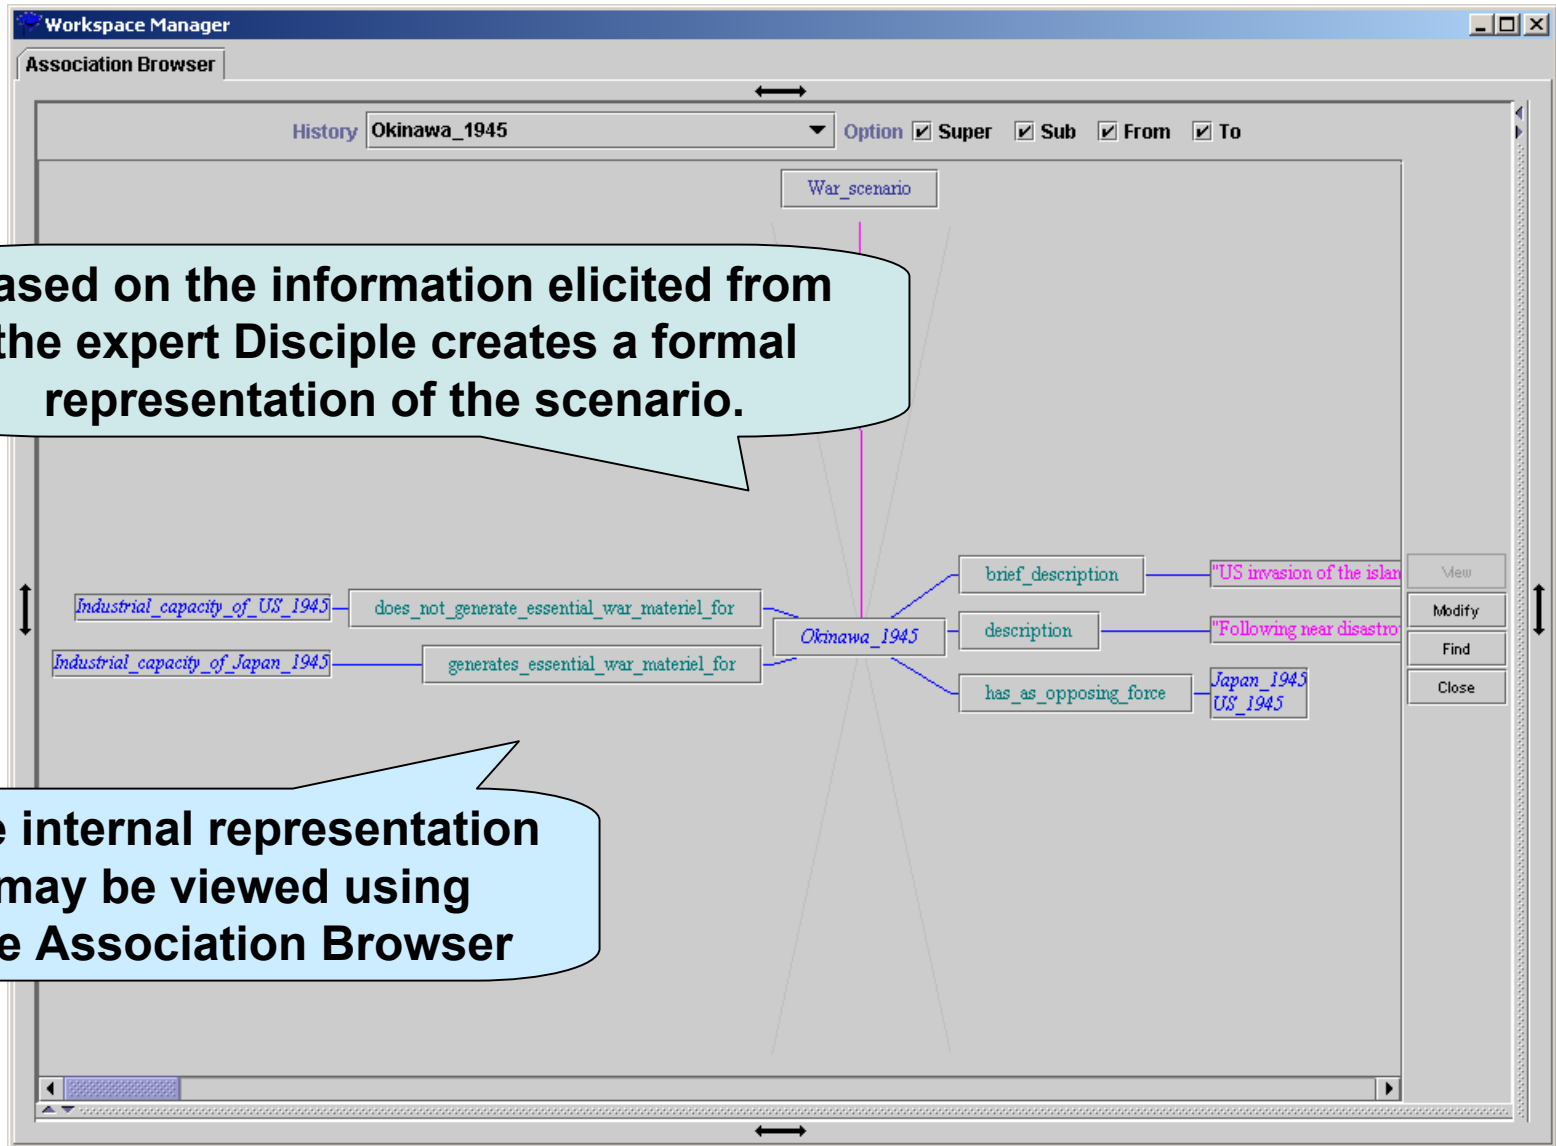 Workspace Manager
Association Browser
History Okinawa_1945 Option Super Sub From To
War_scenario
ased on the information elicited from
the expert Disciple creates a formal
representation of the scenario.
brief_description "US invasion of the islan
View
Industrial_capacity_of_US_1945 does_not_generate_essential_war_materiel_for
Modify
Okinawa_1945
description "Following near disastro
Find
Industrial_capacity_of_Japan_1945 generates_essential_war_materiel_for
has_as_opposing_force Japan_1945
US_1945
Close
e internal representation
may be viewed using
e Association Browser